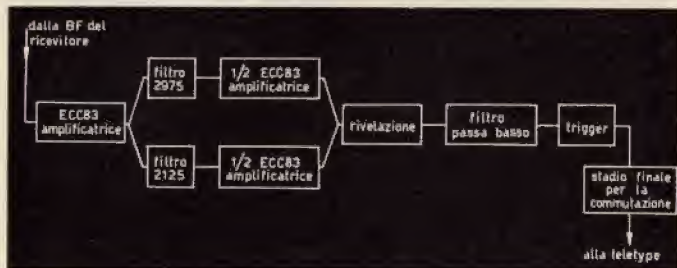 dalla BF del
ricevitore
ECC83
amplificatrice
filtro
2975
1/2 ECC83
amplificatrice
filtro
2125
1/2 ECC83
amplificatrice
rivelazione
filtro
passa basso
trigger
stadio finale
per la
commutazione
alla teletype